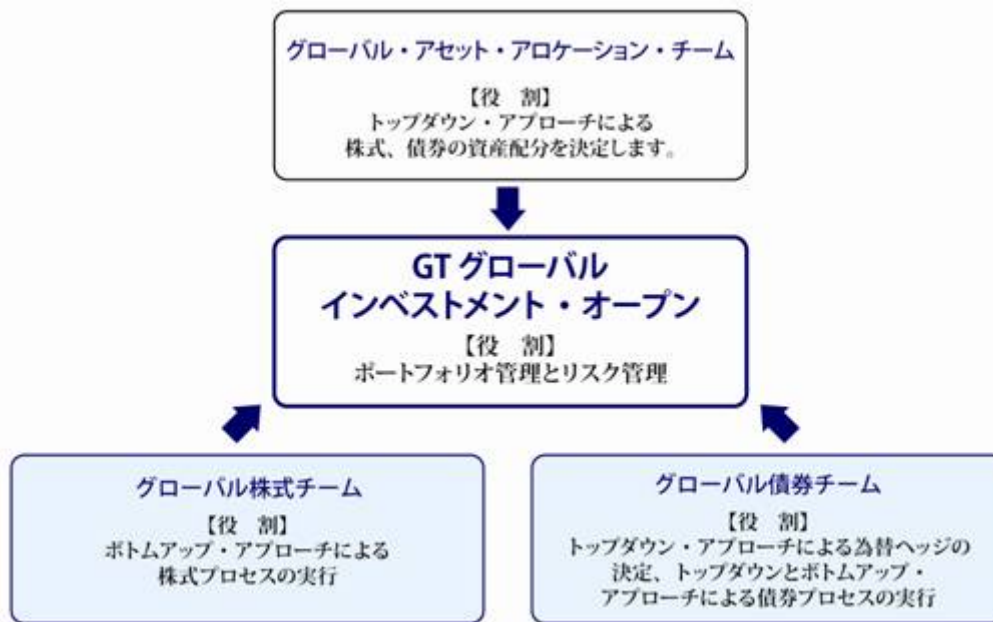 グローバル・アセット・アロケーション・チーム
【役　割】
トップダウン・アプローチによる
株式、債券の資産配分を決定します。
GT グローバル
インベストメント・オープン
【役　割】
ポートフォリオ管理とリスク管理
グローバル株式チーム
【役　割】
ボトムアップ・アプローチによる
株式プロセスの実行
グローバル債券チーム
【役　割】
トップダウン・アプローチによる為替ヘッジの
決定、トップダウンとボトムアップ・
アプローチによる債券プロセスの実行